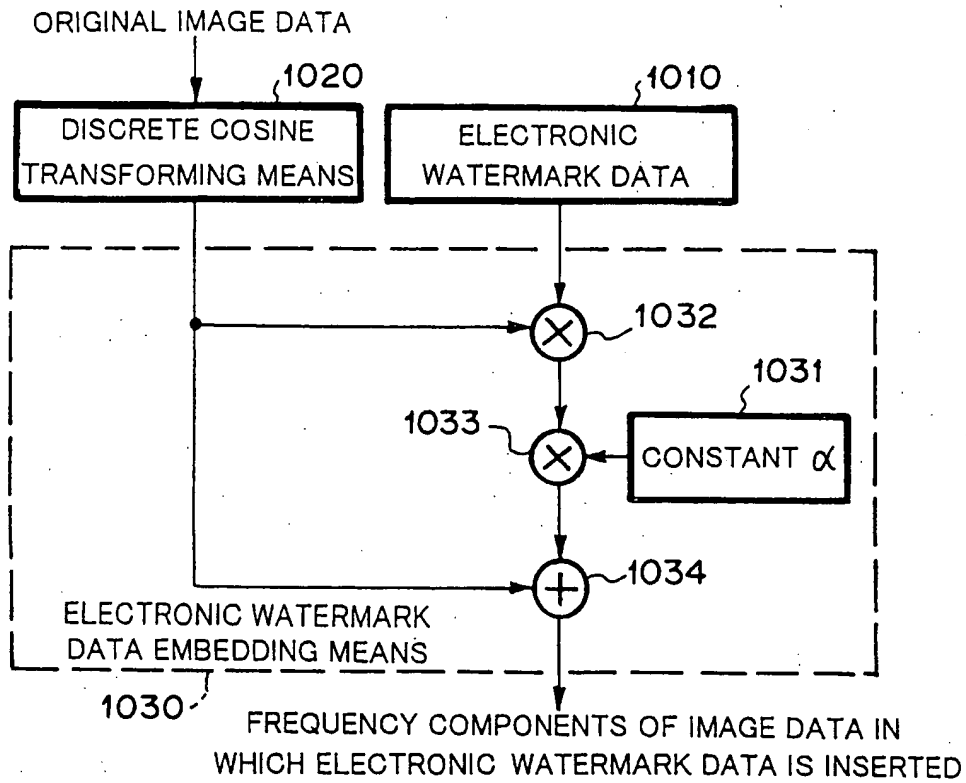 ORIGINAL IMAGE DATA
1020
1010
DISCRETE COSINE
TRANSFORMING MEANS
ELECTRONIC
WATERMARK DATA
1032
1031
1033
CONSTANT α
1034
ELECTRONIC WATERMARK
DATA EMBEDDING MEANS
1030
FREQUENCY COMPONENTS OF IMAGE DATA IN
WHICH ELECTRONIC WATERMARK DATA IS INSERTED